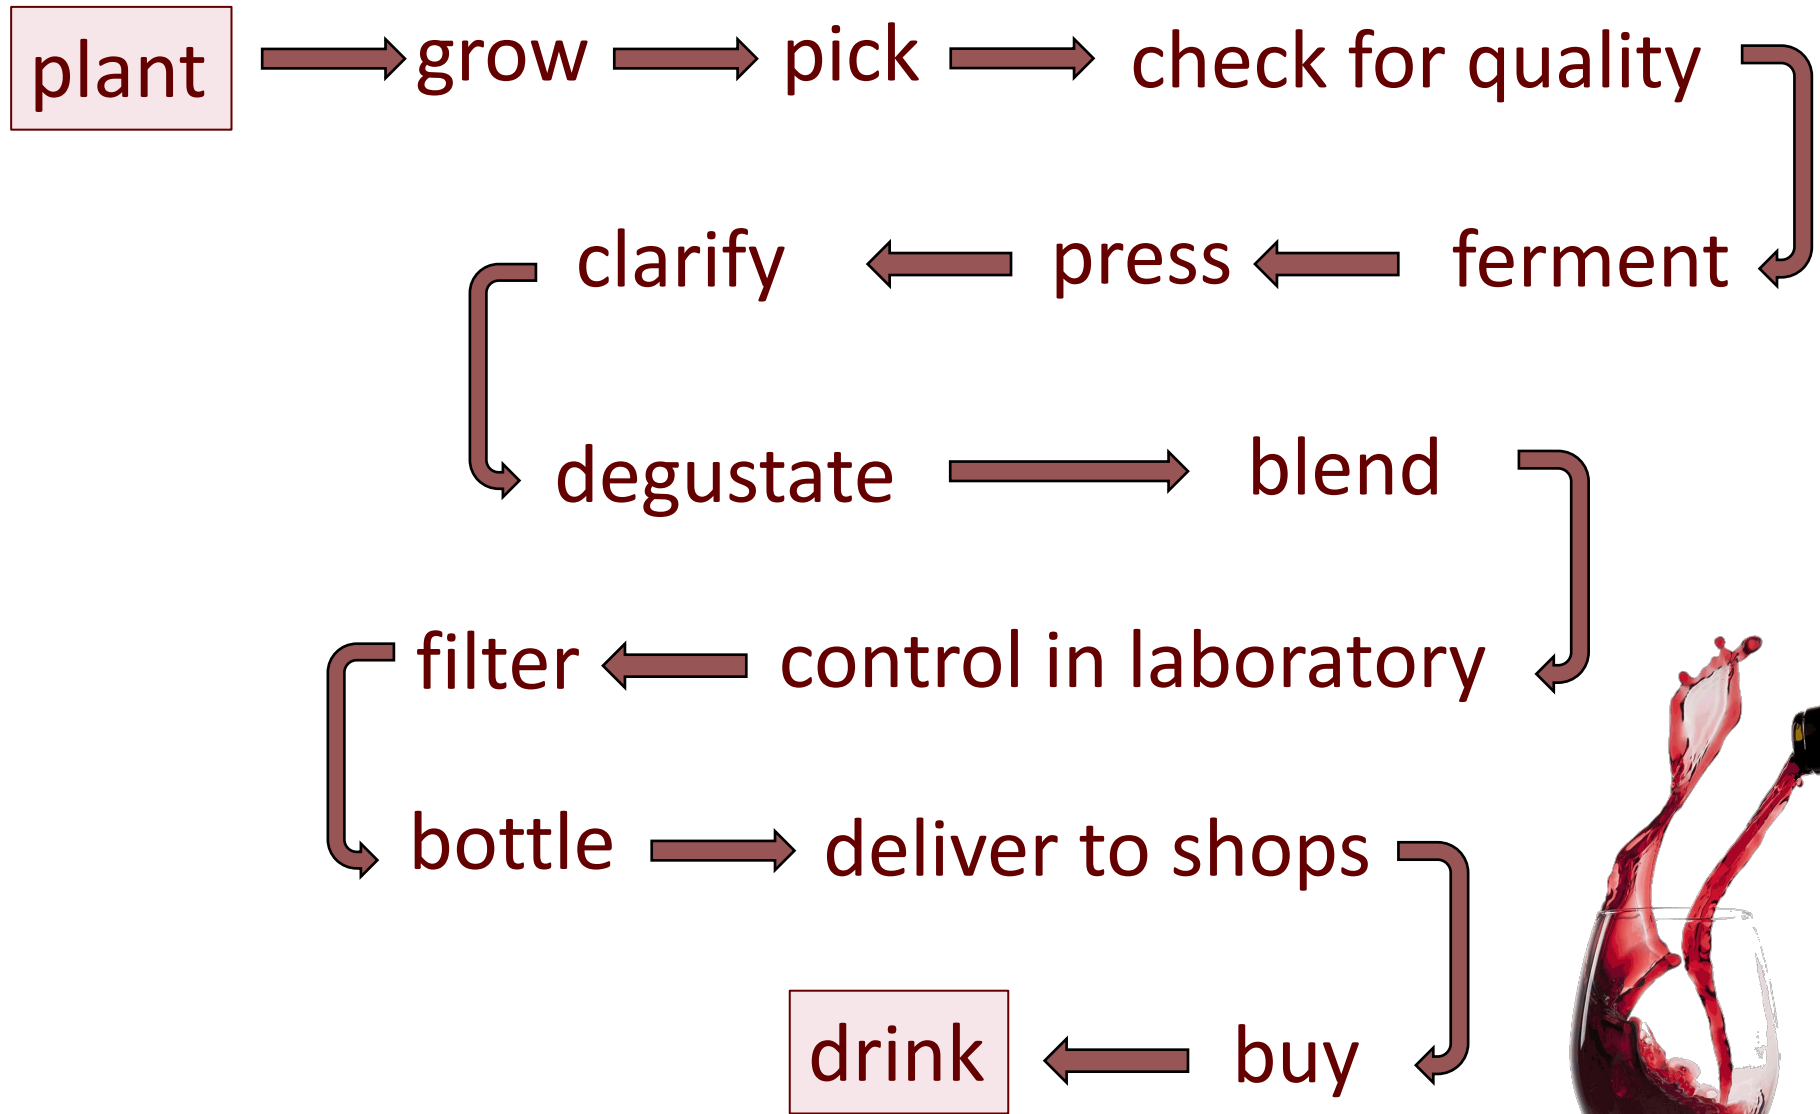 plant grow pick check for quality
clarify press ferment
degustate blend
filter control in laboratory
bottle deliver to shops
drink buy